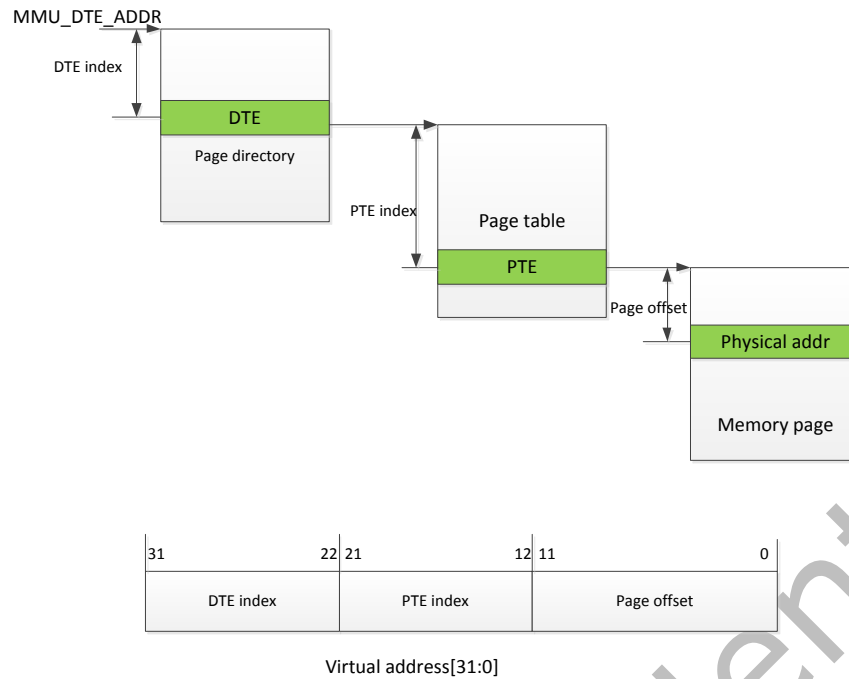 MMU_DTE_ADDR
DTE index
DTE
Page directory
PTE index
Page table
PTE
Page offset
Physical addr
Memory page
31 22 21 12 11 0
DTE index PTE index Page offset
Virtual address[31:0]